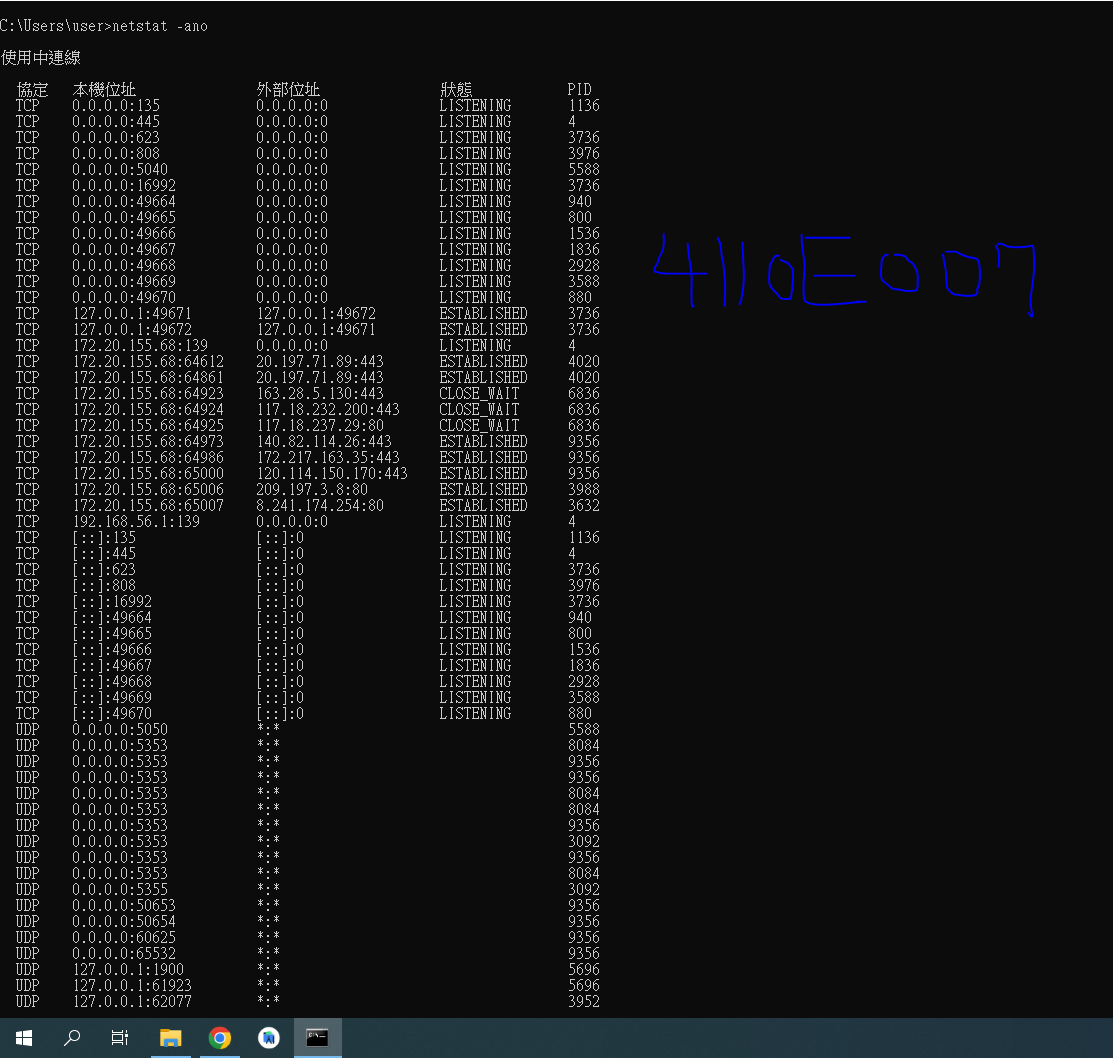 C:\Users\user>netstat -ano
使用中連線
協定 本機位址 外部位址 狀態 PID
TCP 0.0.0.0:135 0.0.0.0:0 LISTENING 1136
TCP 0.0.0.0:445 0.0.0.0:0 LISTENING 4
TCP 0.0.0.0:623 0.0.0.0:0 LISTENING 3736
TCP 0.0.0.0:808 0.0.0.0:0 LISTENING 3976
TCP 0.0.0.0:5040 0.0.0.0:0 LISTENING 5588
TCP 0.0.0.0:16992 0.0.0.0:0 LISTENING 3736
TCP 0.0.0.0:49664 0.0.0.0:0 LISTENING 940
TCP 0.0.0.0:49665 0.0.0.0:0 LISTENING 800
TCP 0.0.0.0:49666 0.0.0.0:0 LISTENING 1536
TCP 0.0.0.0:49667 0.0.0.0:0 LISTENING 1836
TCP 0.0.0.0:49668 0.0.0.0:0 LISTENING 2928
TCP 0.0.0.0:49669 0.0.0.0:0 LISTENING 3588
TCP 0.0.0.0:49670 0.0.0.0:0 LISTENING 880
410E007
TCP 127.0.0.1:49671 127.0.0.1:49672 ESTABLISHED 3736
TCP 127.0.0.1:49672 127.0.0.1:49671 ESTABLISHED 3736
TCP 172.20.155.68:139 0.0.0.0:0 LISTENING 4
TCP 172.20.155.68:64612 20.197.71.89:443 ESTABLISHED 4020
TCP 172.20.155.68:64861 20.197.71.89:443 ESTABLISHED 4020
TCP 172.20.155.68:64923 163.28.5.130:443 CLOSE_WAIT 6836
TCP 172.20.155.68:64924 117.18.232.200:443 CLOSE_WAIT 6836
TCP 172.20.155.68:64925 117.18.237.29:80 CLOSE_WAIT 6836
TCP 172.20.155.68:64973 140.82.114.26:443 ESTABLISHED 9356
TCP 172.20.155.68:64986 172.217.163.35:443 ESTABLISHED 9356
TCP 172.20.155.68:65000 120.114.150.170:443 ESTABLISHED 9356
TCP 172.20.155.68:65006 209.197.3.8:80 ESTABLISHED 3988
TCP 172.20.155.68:65007 8.241.174.254:80 ESTABLISHED 3632
TCP 192.168.56.1:139 0.0.0.0:0 LISTENING 4
TCP [::]:135 [::]:0 LISTENING 1136
TCP [::]:445 [::]:0 LISTENING 4
TCP [::]:623 [::]:0 LISTENING 3736
TCP [::]:808 [::]:0 LISTENING 3976
TCP [::]:16992 [::]:0 LISTENING 3736
TCP [::]:49664 [::]:0 LISTENING 940
TCP [::]:49665 [::]:0 LISTENING 800
TCP [::]:49666 [::]:0 LISTENING 1536
TCP [::]:49667 [::]:0 LISTENING 1836
TCP [::]:49668 [::]:0 LISTENING 2928
TCP [::]:49669 [::]:0 LISTENING 3588
TCP [::]:49670 [::]:0 LISTENING 880
UDP 0.0.0.0:5050 *:* 5588
UDP 0.0.0.0:5353 *:* 8084
UDP 0.0.0.0:5353 *:* 9356
UDP 0.0.0.0:5353 *:* 9356
UDP 0.0.0.0:5353 *:* 8084
UDP 0.0.0.0:5353 *:* 8084
UDP 0.0.0.0:5353 *:* 9356
UDP 0.0.0.0:5353 *:* 3092
UDP 0.0.0.0:5353 *:* 9356
UDP 0.0.0.0:5353 *:* 8084
UDP 0.0.0.0:5355 *:* 3092
UDP 0.0.0.0:50653 *:* 9356
UDP 0.0.0.0:50654 *:* 9356
UDP 0.0.0.0:60625 *:* 9356
UDP 0.0.0.0:65532 *:* 9356
UDP 127.0.0.1:1900 *:* 5696
UDP 127.0.0.1:61923 *:* 5696
UDP 127.0.0.1:62077 *:* 3952